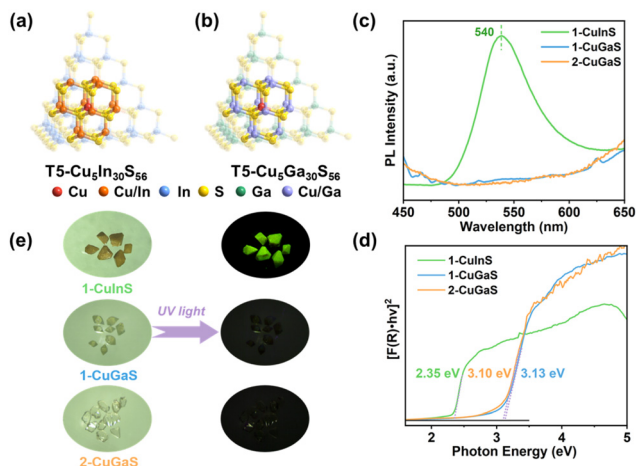 (a)
(b)
T5-Cu5In30S56
T5-Cu5Ga30S56
Cu Cu/In In S Ga Cu/Ga
(c)
540
1-CuInS
1-CuGaS
2-CuGaS
PL Intensity (a.u.)
450 500 550 600 650
Wavelength (nm)
(d)
1-CuInS
1-CuGaS
2-CuGaS
[F(R)·hv]²
2.35 eV 3.10 eV 3.13 eV
2 3 4 5
Photon Energy (eV)
(e)
1-CuInS
UV light
1-CuGaS
2-CuGaS